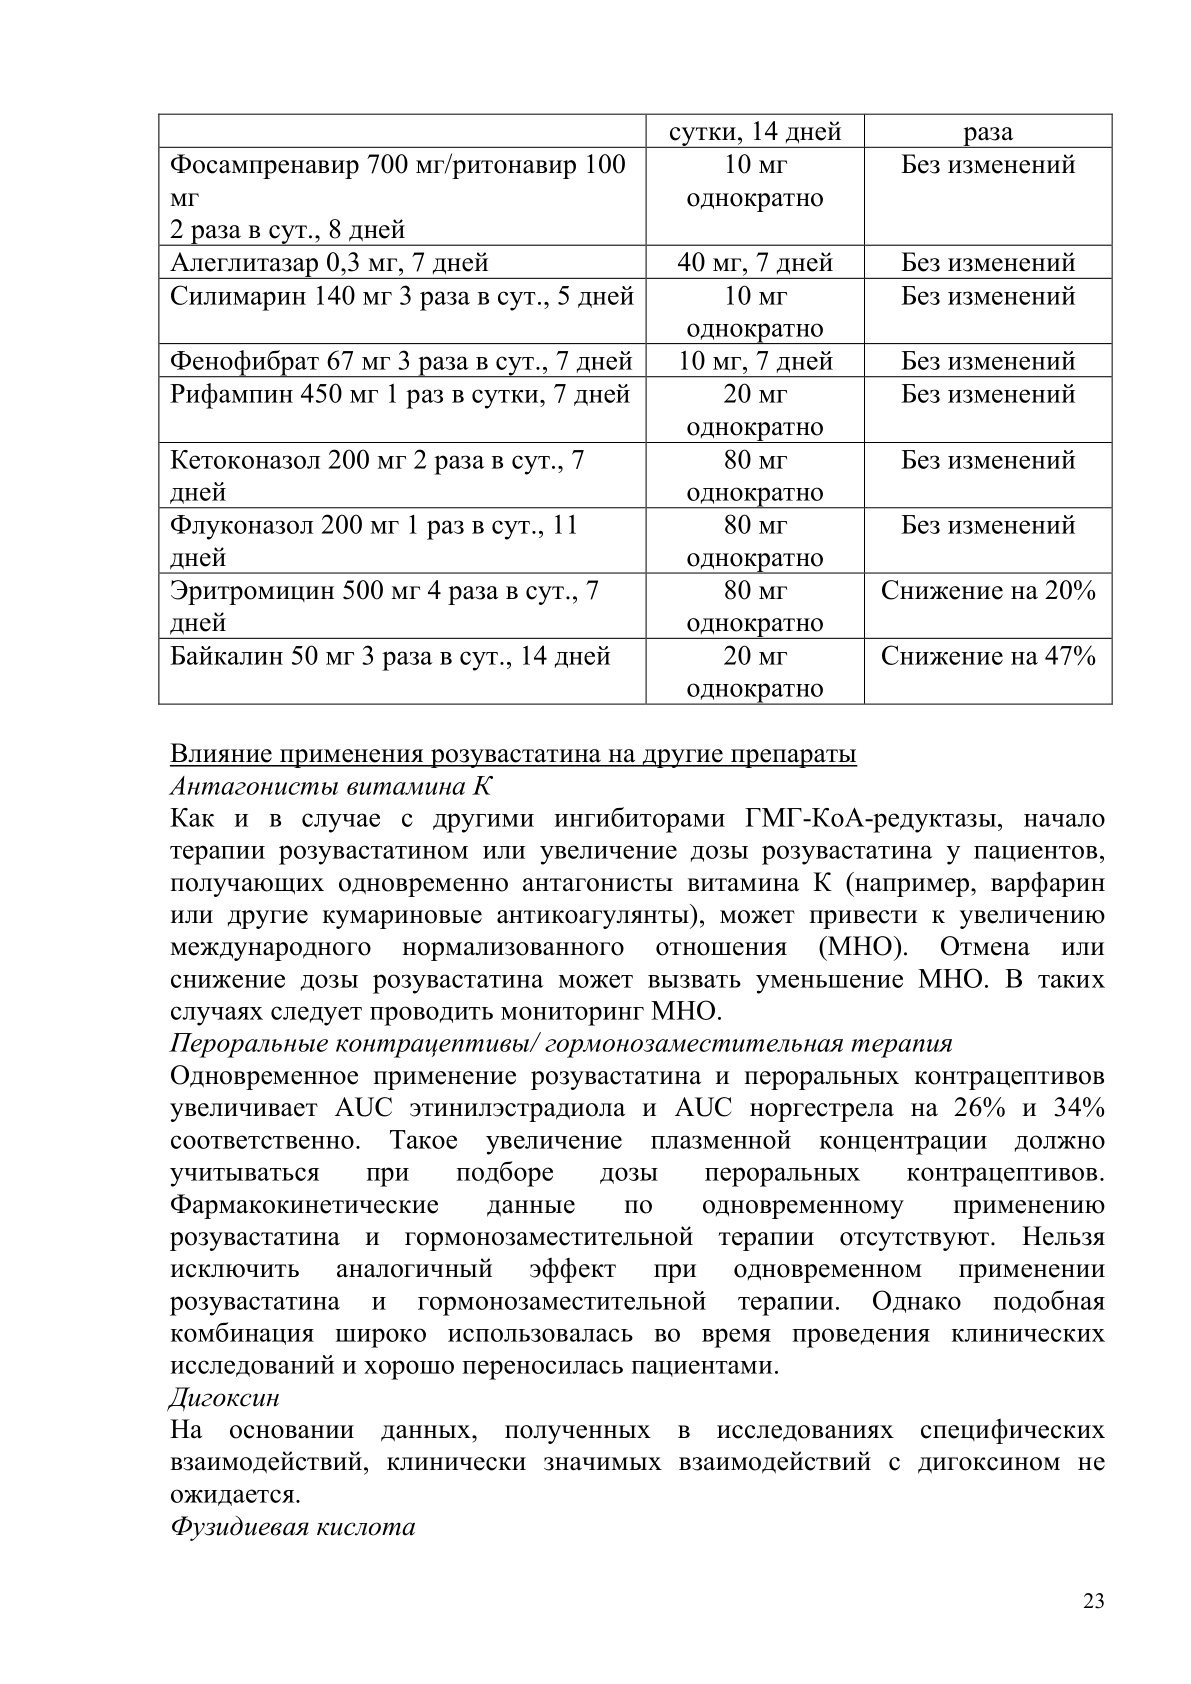 сутки, 14 дней раза
Фосампренавир 700 мг/ритонавир 100 10 мг Без изменений
мг однократно
2 раза в сут., 8 дней
Алеглитазар 0,3 мг, 7 дней 40 мг, 7 дней Без изменений
Силимарин 140 мг 3 раза в сут., 5 дней 10 мг Без изменений
однократно
Фенофибрат 67 мг 3 раза в сут., 7 дней 10 мг, 7 дней Без изменений
Рифампин 450 мг 1 раз в сутки, 7 дней 20 мг Без изменений
однократно
Кетоконазол 200 мг 2 раза в сут., 7 80 мг Без изменений
дней однократно
Флуконазол 200 мг 1 раз в сут., 11 80 мг Без изменений
дней однократно
Эритромицин 500 мг 4 раза в сут., 7 80 мг Снижение на 20%
дней однократно
Байкалин 50 мг 3 раза в сут., 14 дней 20 мг Снижение на 47%
однократно
Влияние применения розувастатина на другие препараты
Антагонисты витамина К
Как и в случае с другими ингибиторами ГМГ-КоА-редуктазы, начало
терапии розувастатином или увеличение дозы розувастатина у пациентов,
получающих одновременно антагонисты витамина К (например, варфарин
или другие кумариновые антикоагулянты), может привести к увеличению
международного нормализованного отношения (МНО). Отмена или
снижение дозы розувастатина может вызвать уменьшение МНО. В таких
случаях следует проводить мониторинг МНО.
Пероральные контрацептивы/ гормонозаместительная терапия
Одновременное применение розувастатина и пероральных контрацептивов
увеличивает AUC этинилэстрадиола и AUC норгестрела на 26% и 34%
соответственно. Такое увеличение плазменной концентрации должно
учитываться при подборе дозы пероральных контрацептивов.
Фармакокинетические данные по одновременному применению
розувастатина и гормонозаместительной терапии отсутствуют. Нельзя
исключить аналогичный эффект при одновременном применении
розувастатина и гормонозаместительной терапии. Однако подобная
комбинация широко использовалась во время проведения клинических
исследований и хорошо переносилась пациентами.
Дигоксин
На основании данных, полученных в исследованиях специфических
взаимодействий, клинически значимых взаимодействий с дигоксином не
ожидается.
Фузидиевая кислота
23